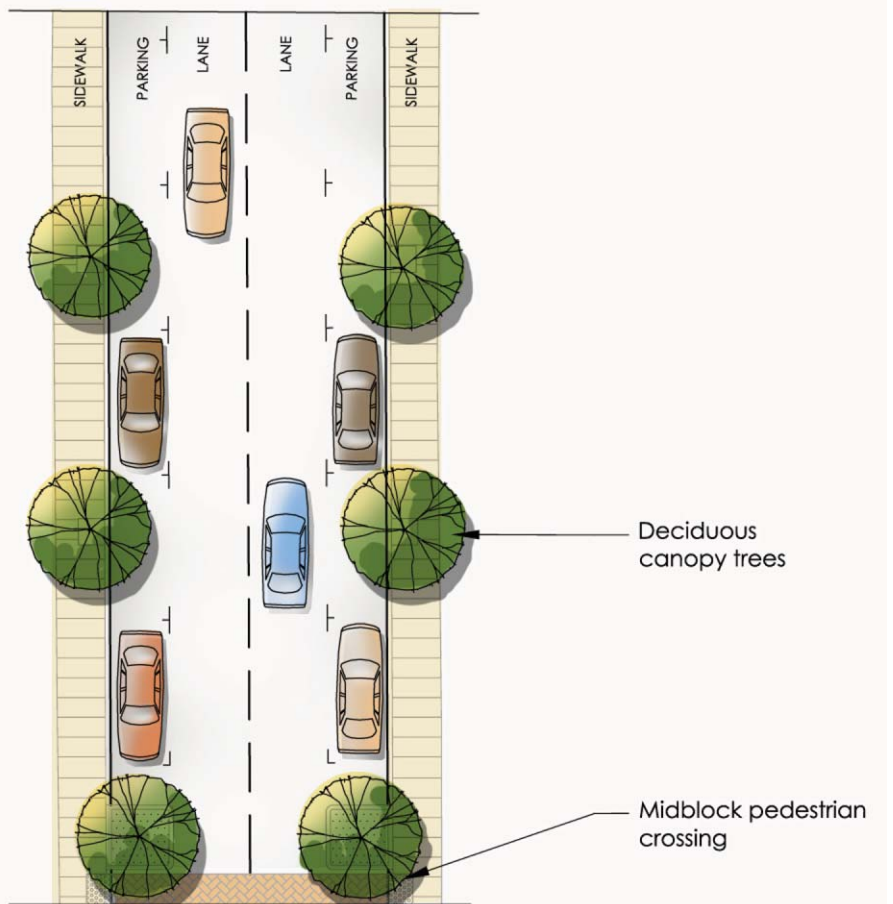 SIDEWALK
PARKING
LANE
LANE
PARKING
SIDEWALK
Deciduous
canopy trees
Midblock pedestrian
crossing